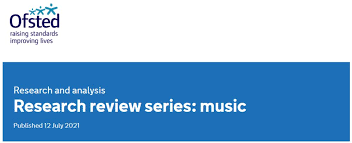 Ofsted
raising standards
improving lives
Research and analysis
Research review series: music
Published 12 July 2021